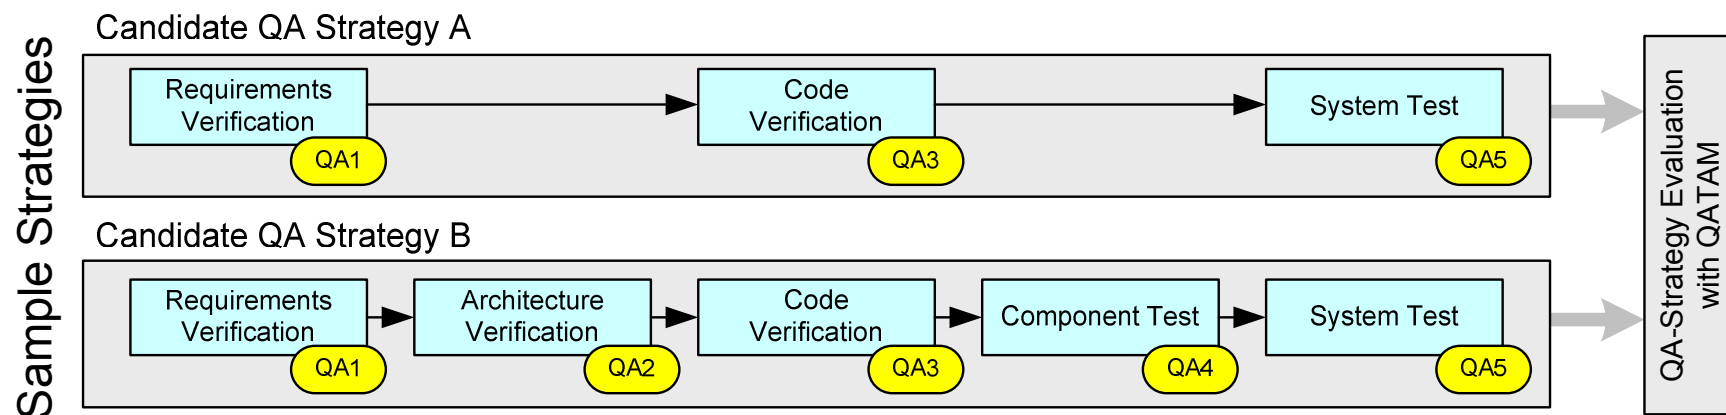 Sample Strategies
Candidate QA Strategy A
Requirements
Verification
QA1
Code
Verification
QA3
System Test
QA5
Candidate QA Strategy B
Requirements
Verification
QA1
Architecture
Verification
QA2
Code
Verification
QA3
Component Test
QA4
System Test
QA5
QA-Strategy Evaluation
with QATAM